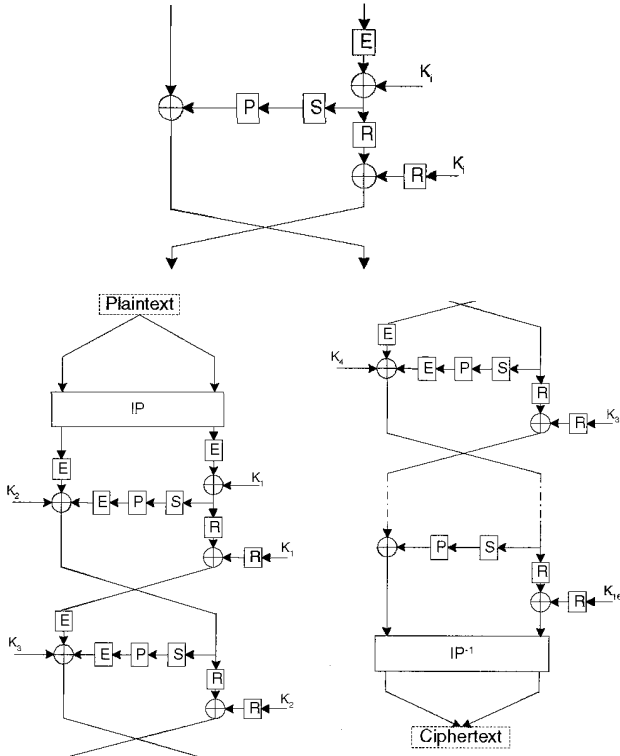 E
Kᵢ
P S
R
R Kᵢ
Plaintext
IP
E E
K₁
K₂ E P S
R
R K₁
E
K₃ E P S
R
R K₂
E
K₄ E P S
R
R K₃
P S
R
R K₁₆
IP⁻¹
Ciphertext